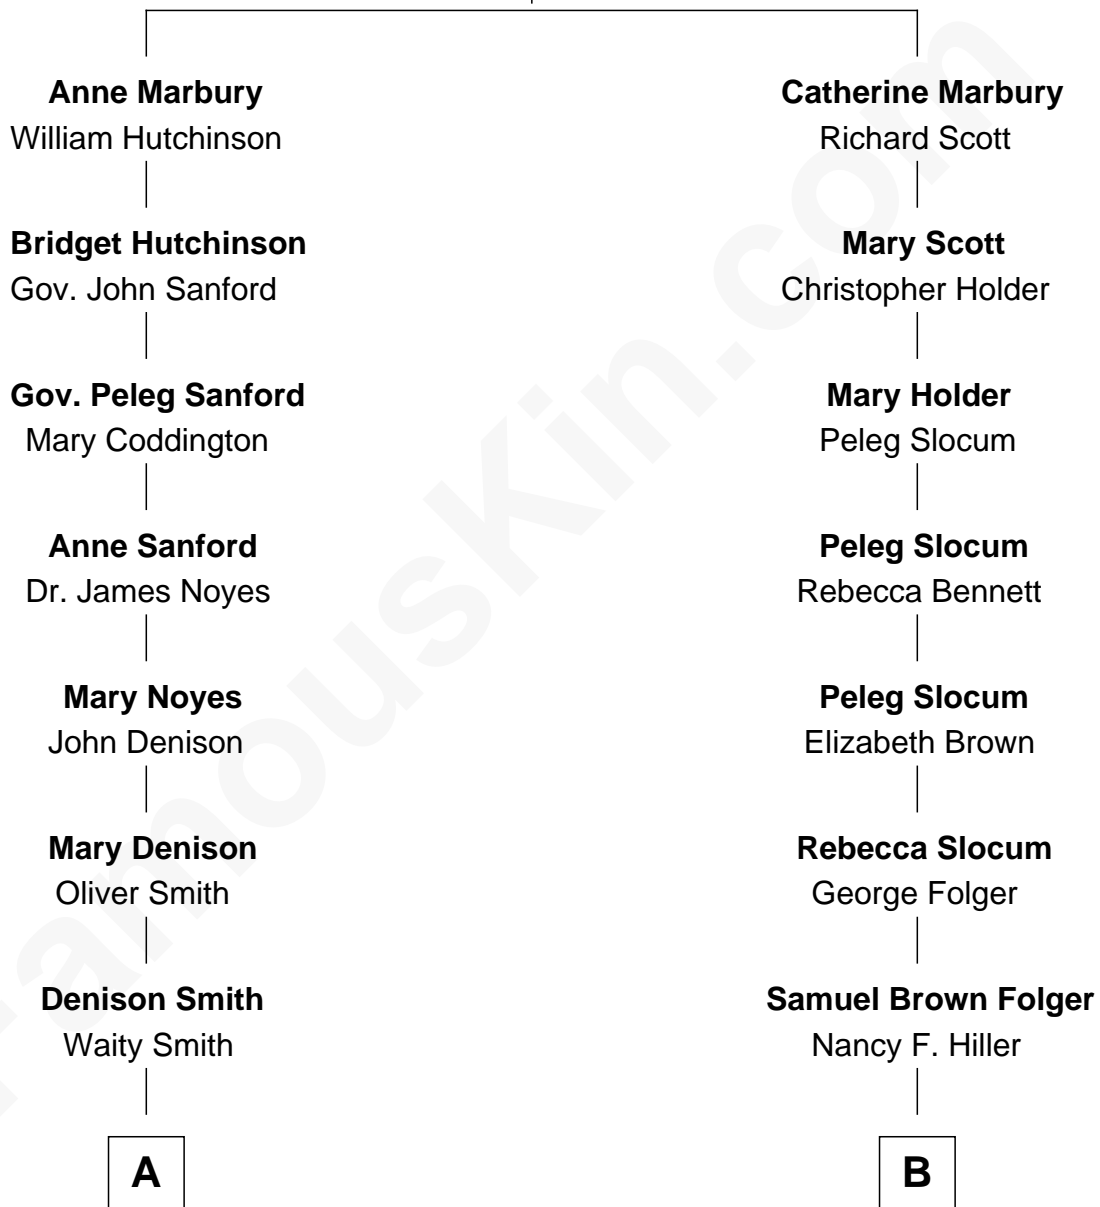 Anne Marbury
William Hutchinson
Bridget Hutchinson
Gov. John Sanford
Gov. Peleg Sanford
Mary Coddington
Anne Sanford
Dr. James Noyes
Mary Noyes
John Denison
Mary Denison
Oliver Smith
Denison Smith
Waity Smith
A
Catherine Marbury
Richard Scott
Mary Scott
Christopher Holder
Mary Holder
Peleg Slocum
Peleg Slocum
Rebecca Bennett
Peleg Slocum
Elizabeth Brown
Rebecca Slocum
George Folger
Samuel Brown Folger
Nancy F. Hiller
B
FamousKin.com